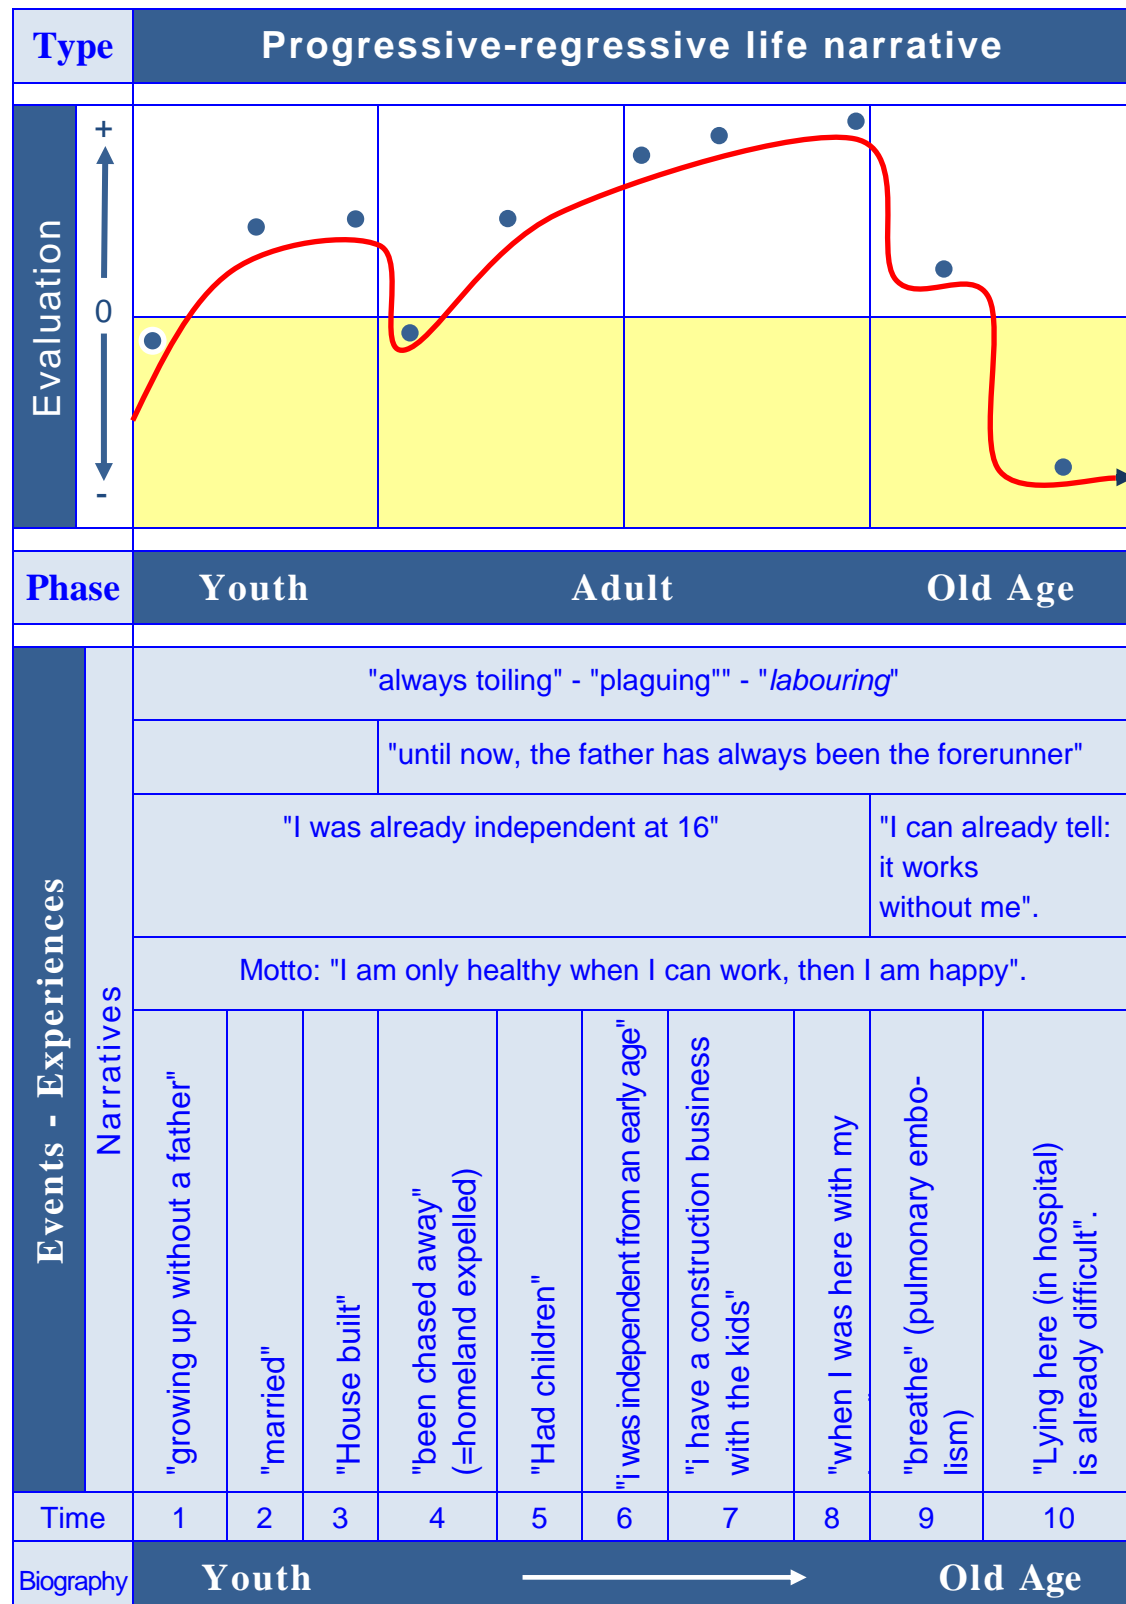 Type
Progressive-regressive life narrative
Evaluation
+
0
-
Phase
Youth
Adult
Old Age
Events - Experiences
Narratives
"always toiling" - "plaguing"" - "labouring"
"until now, the father has always been the forerunner"
"I was already independent at 16"
"I can already tell:
it works
without me".
Motto: "I am only healthy when I can work, then I am happy".
"growing up without a father"
"married"
"House built"
"been chased away"
(=homeland expelled)
"Had children"
"i was independent from an early age"
"i have a construction business
with the kids"
"when I was here with my
"breathe" (pulmonary embo-
lism)
"Lying here (in hospital)
is already difficult".
Time
1
2
3
4
5
6
7
8
9
10
Biography
Youth
Old Age